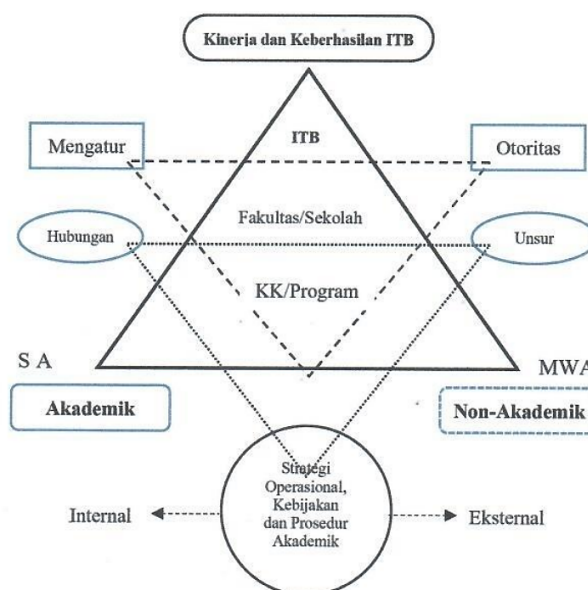 Kinerja dan Keberhasilan ITB
ITB
Mengatur
Otoritas
Fakultas/Sekolah
Hubungan
Unsur
KK/Program
S A
MWA
Akademik
Non-Akademik
Strategi
Operasional,
Kebijakan
dan Prosedur
Akademik
Internal
Eksternal